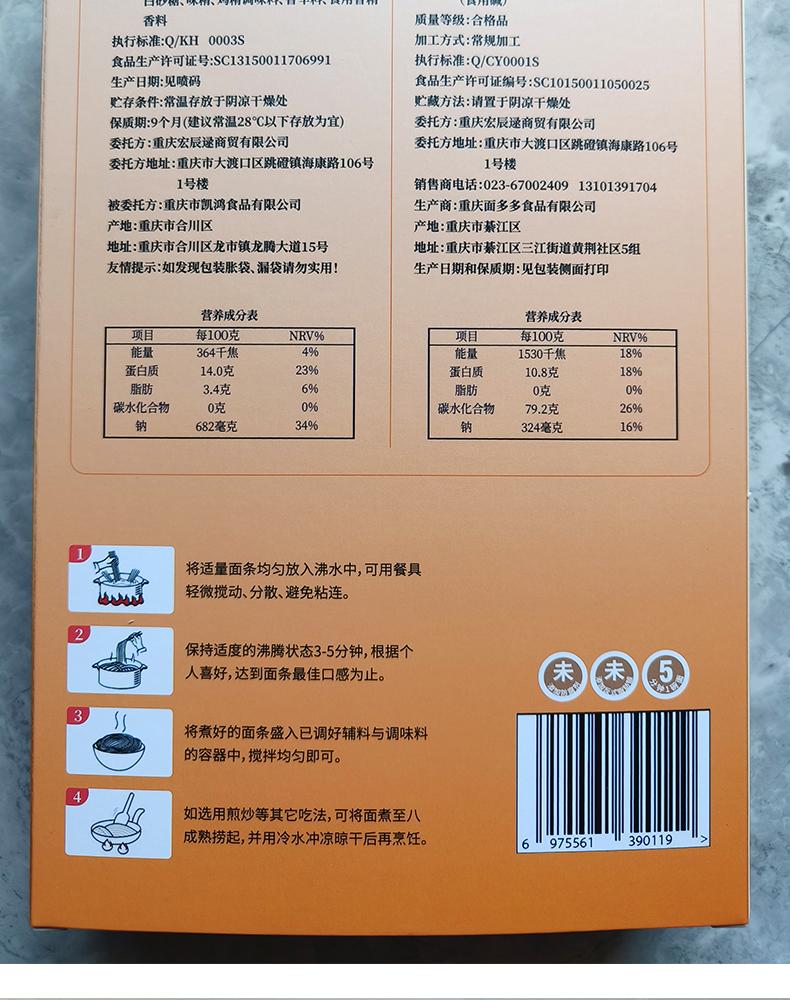 白砂糖、味精、鸡精调味料、香辛料、食用香精
香料
执行标准:Q/KH 0003S
食品生产许可证号:SC13150011706991
生产日期:见喷码
贮存条件:常温存放于阴凉干燥处
保质期:9个月(建议常温28℃以下存放为宜)
委托方:重庆宏辰逯商贸有限公司
委托方地址:重庆市大渡口区跳磴镇海康路106号
1号楼
被委托方:重庆市凯鸿食品有限公司
产地:重庆市合川区
地址:重庆市合川区龙市镇龙腾大道15号
友情提示:如发现包装胀袋、漏袋请勿实用!
(食用碱)
质量等级:合格品
加工方式:常规加工
执行标准:Q/CY0001S
食品生产许可证编号:SC10150011050025
贮藏方法:请置于阴凉干燥处
委托方:重庆宏辰逯商贸有限公司
委托方地址:重庆市大渡口区跳磴镇海康路106号
1号楼
销售商电话:023-67002409 13101391704
生产商:重庆面多多食品有限公司
产地:重庆市綦江区
地址:重庆市綦江区三江街道黄荆社区5组
生产日期和保质期:见包装侧面打印
营养成分表
项目 每100克 NRV%
能量 364千焦 4%
蛋白质 14.0克 23%
脂肪 3.4克 6%
碳水化合物 0克 0%
钠 682毫克 34%
营养成分表
项目 每100克 NRV%
能量 1530千焦 18%
蛋白质 10.8克 18%
脂肪 0克 0%
碳水化合物 79.2克 26%
钠 324毫克 16%
1
将适量面条均匀放入沸水中,可用餐具
轻微搅动、分散、避免粘连。
2
保持适度的沸腾状态3-5分钟,根据个
人喜好,达到面条最佳口感为止。
3
将煮好的面条盛入已调好辅料与调味料
的容器中,搅拌均匀即可。
4
如选用煎炒等其它吃法,可将面煮至八
成熟捞起,并用冷水冲凉晾干后再烹饪。
未 未 5
6 975561 390119 >